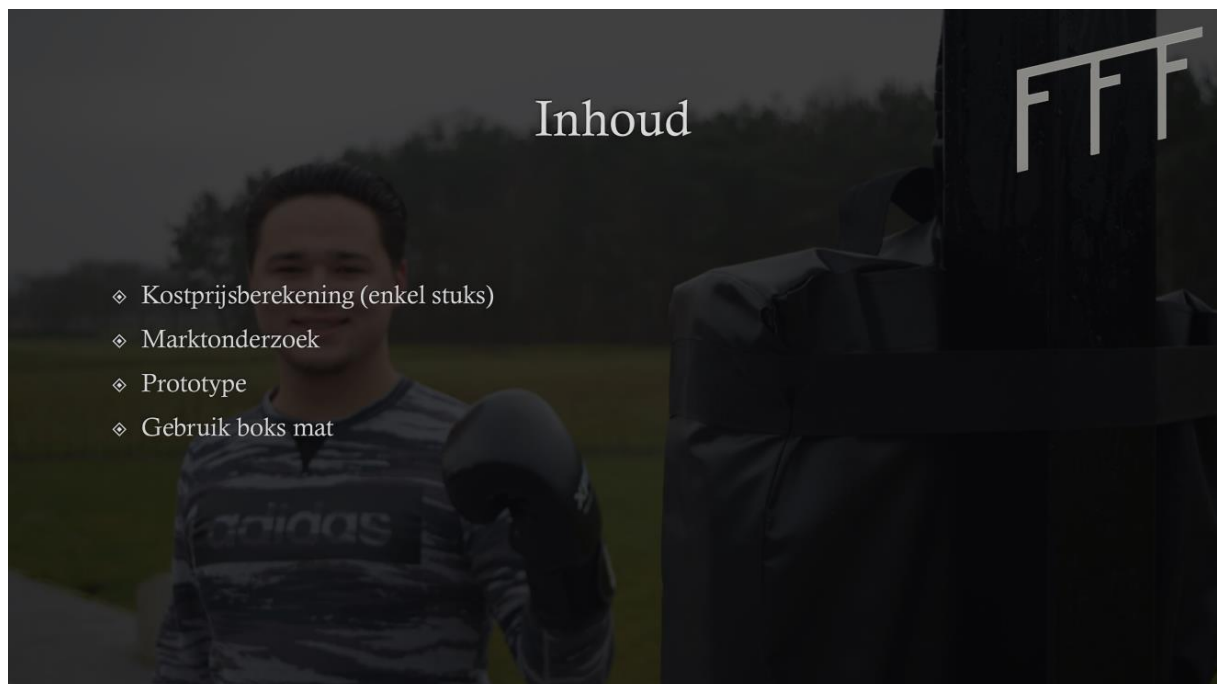 FFF
Inhoud
Kostprijsberekening (enkel stuks)
Marktonderzoek
Prototype
Gebruik boks mat
adidas